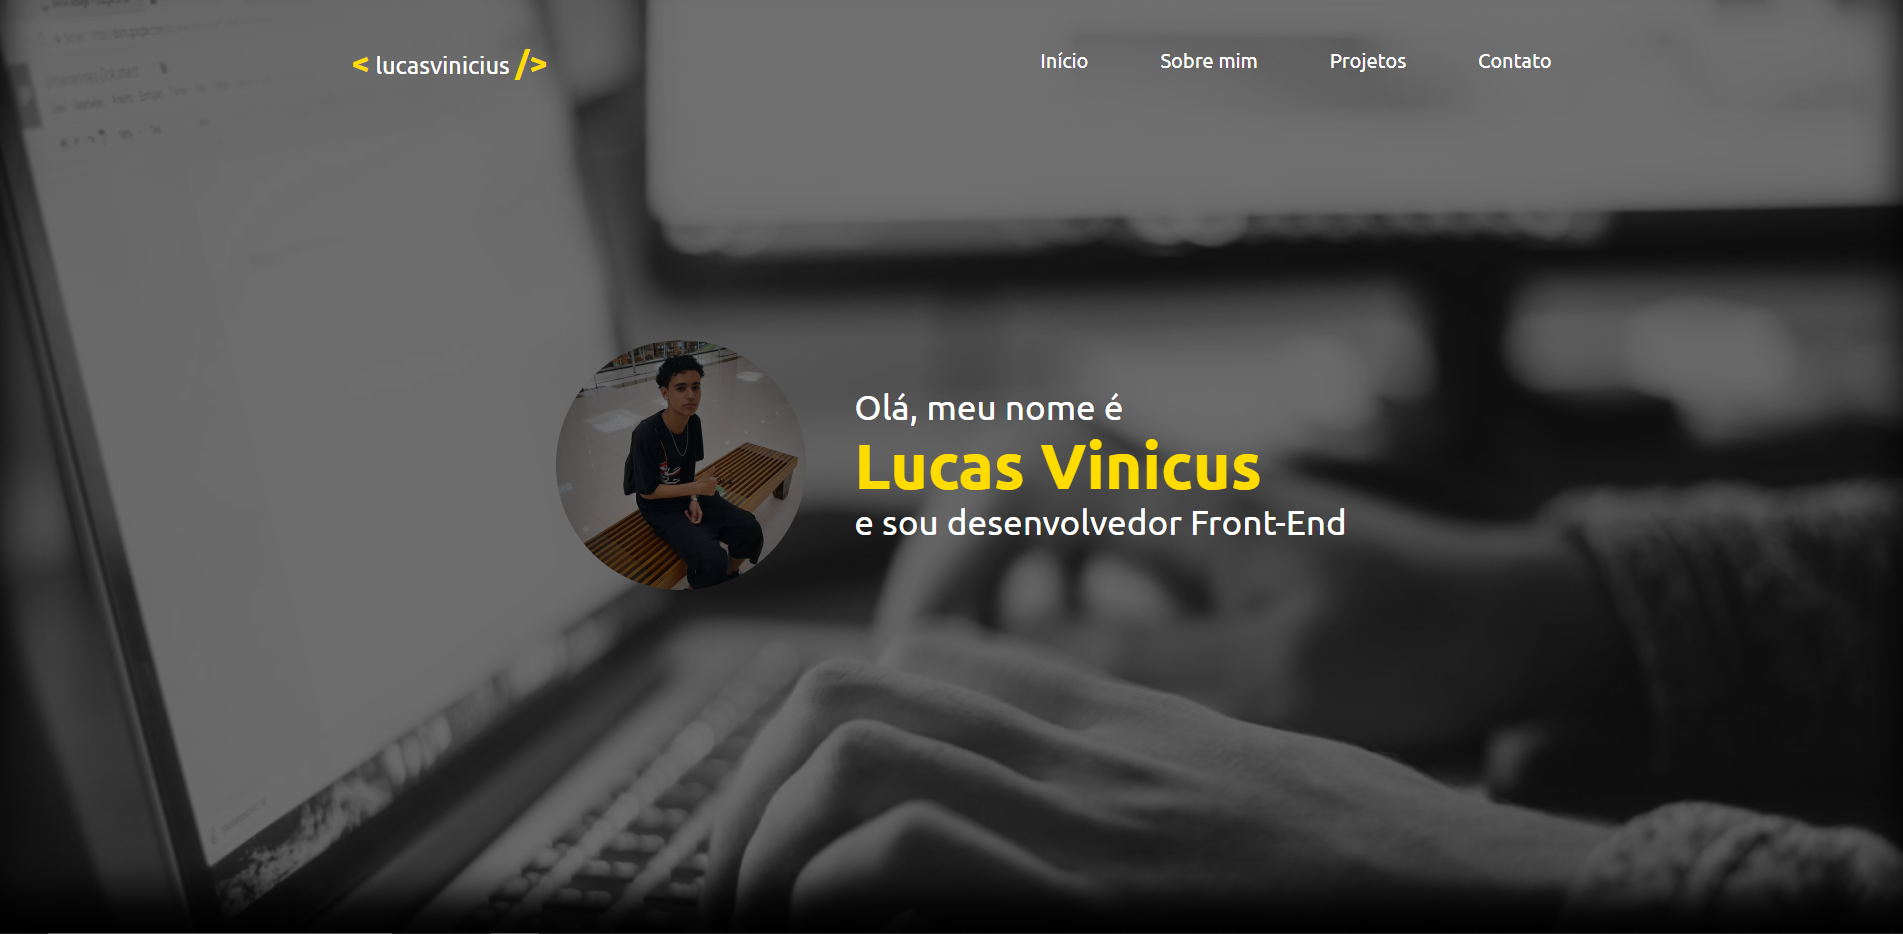 < lucasvinicius />
Início Sobre mim Projetos Contato
Olá, meu nome é
Lucas Vinicus
e sou desenvolvedor Front-End